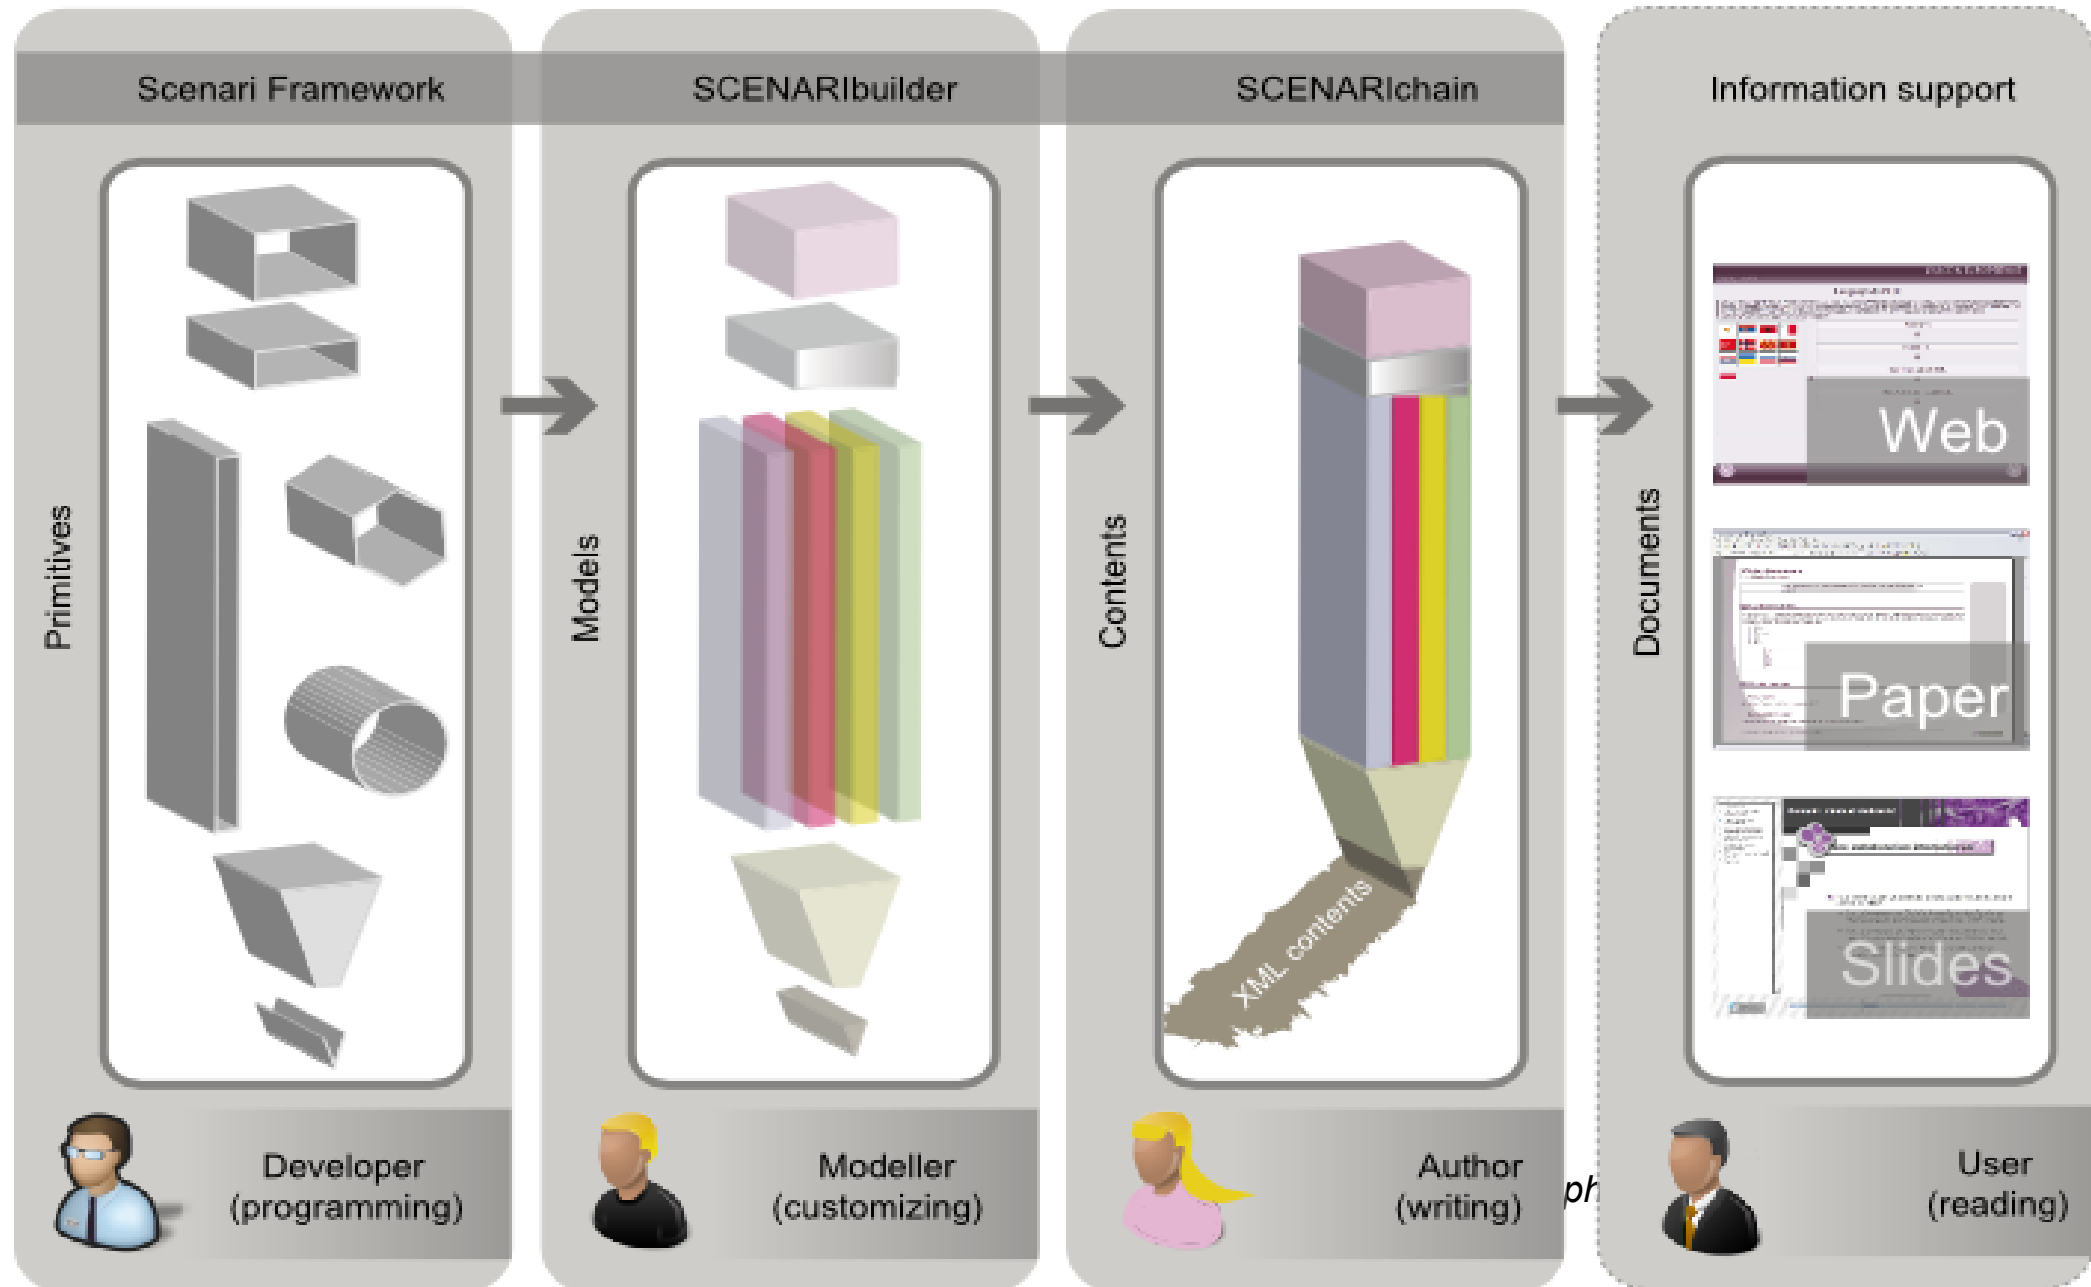 Scenari Framework
SCENARIbuilder
SCENARIchain
Information support
Primitives
Models
Contents
Documents
XML contents
Web
Paper
Slides
Developer
(programming)
Modeller
(customizing)
Author
(writing)
ph
User
(reading)